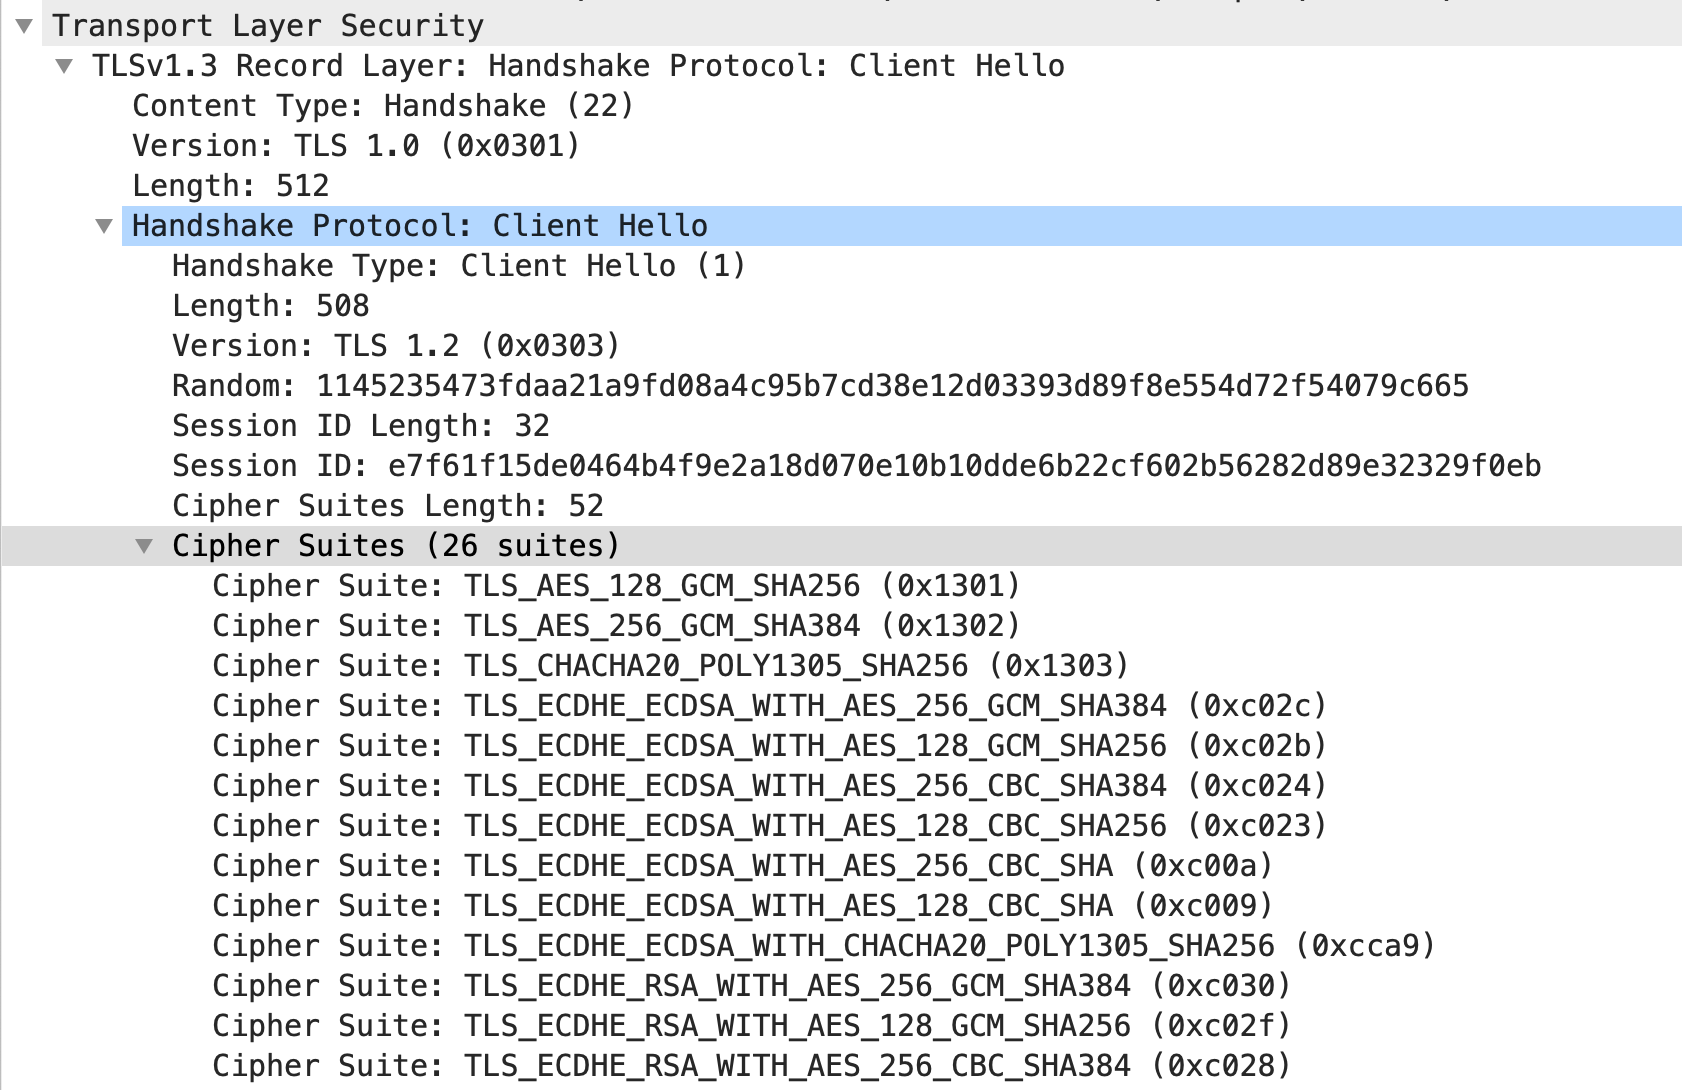 Transport Layer Security
TLSv1.3 Record Layer: Handshake Protocol: Client Hello
Content Type: Handshake (22)
Version: TLS 1.0 (0x0301)
Length: 512
Handshake Protocol: Client Hello
Handshake Type: Client Hello (1)
Length: 508
Version: TLS 1.2 (0x0303)
Random: 1145235473fdaa21a9fd08a4c95b7cd38e12d03393d89f8e554d72f54079c665
Session ID Length: 32
Session ID: e7f61f15de0464b4f9e2a18d070e10b10dde6b22cf602b56282d89e32329f0eb
Cipher Suites Length: 52
Cipher Suites (26 suites)
Cipher Suite: TLS_AES_128_GCM_SHA256 (0x1301)
Cipher Suite: TLS_AES_256_GCM_SHA384 (0x1302)
Cipher Suite: TLS_CHACHA20_POLY1305_SHA256 (0x1303)
Cipher Suite: TLS_ECDHE_ECDSA_WITH_AES_256_GCM_SHA384 (0xc02c)
Cipher Suite: TLS_ECDHE_ECDSA_WITH_AES_128_GCM_SHA256 (0xc02b)
Cipher Suite: TLS_ECDHE_ECDSA_WITH_AES_256_CBC_SHA384 (0xc024)
Cipher Suite: TLS_ECDHE_ECDSA_WITH_AES_128_CBC_SHA256 (0xc023)
Cipher Suite: TLS_ECDHE_ECDSA_WITH_AES_256_CBC_SHA (0xc00a)
Cipher Suite: TLS_ECDHE_ECDSA_WITH_AES_128_CBC_SHA (0xc009)
Cipher Suite: TLS_ECDHE_ECDSA_WITH_CHACHA20_POLY1305_SHA256 (0xcca9)
Cipher Suite: TLS_ECDHE_RSA_WITH_AES_256_GCM_SHA384 (0xc030)
Cipher Suite: TLS_ECDHE_RSA_WITH_AES_128_GCM_SHA256 (0xc02f)
Cipher Suite: TLS_ECDHE_RSA_WITH_AES_256_CBC_SHA384 (0xc028)